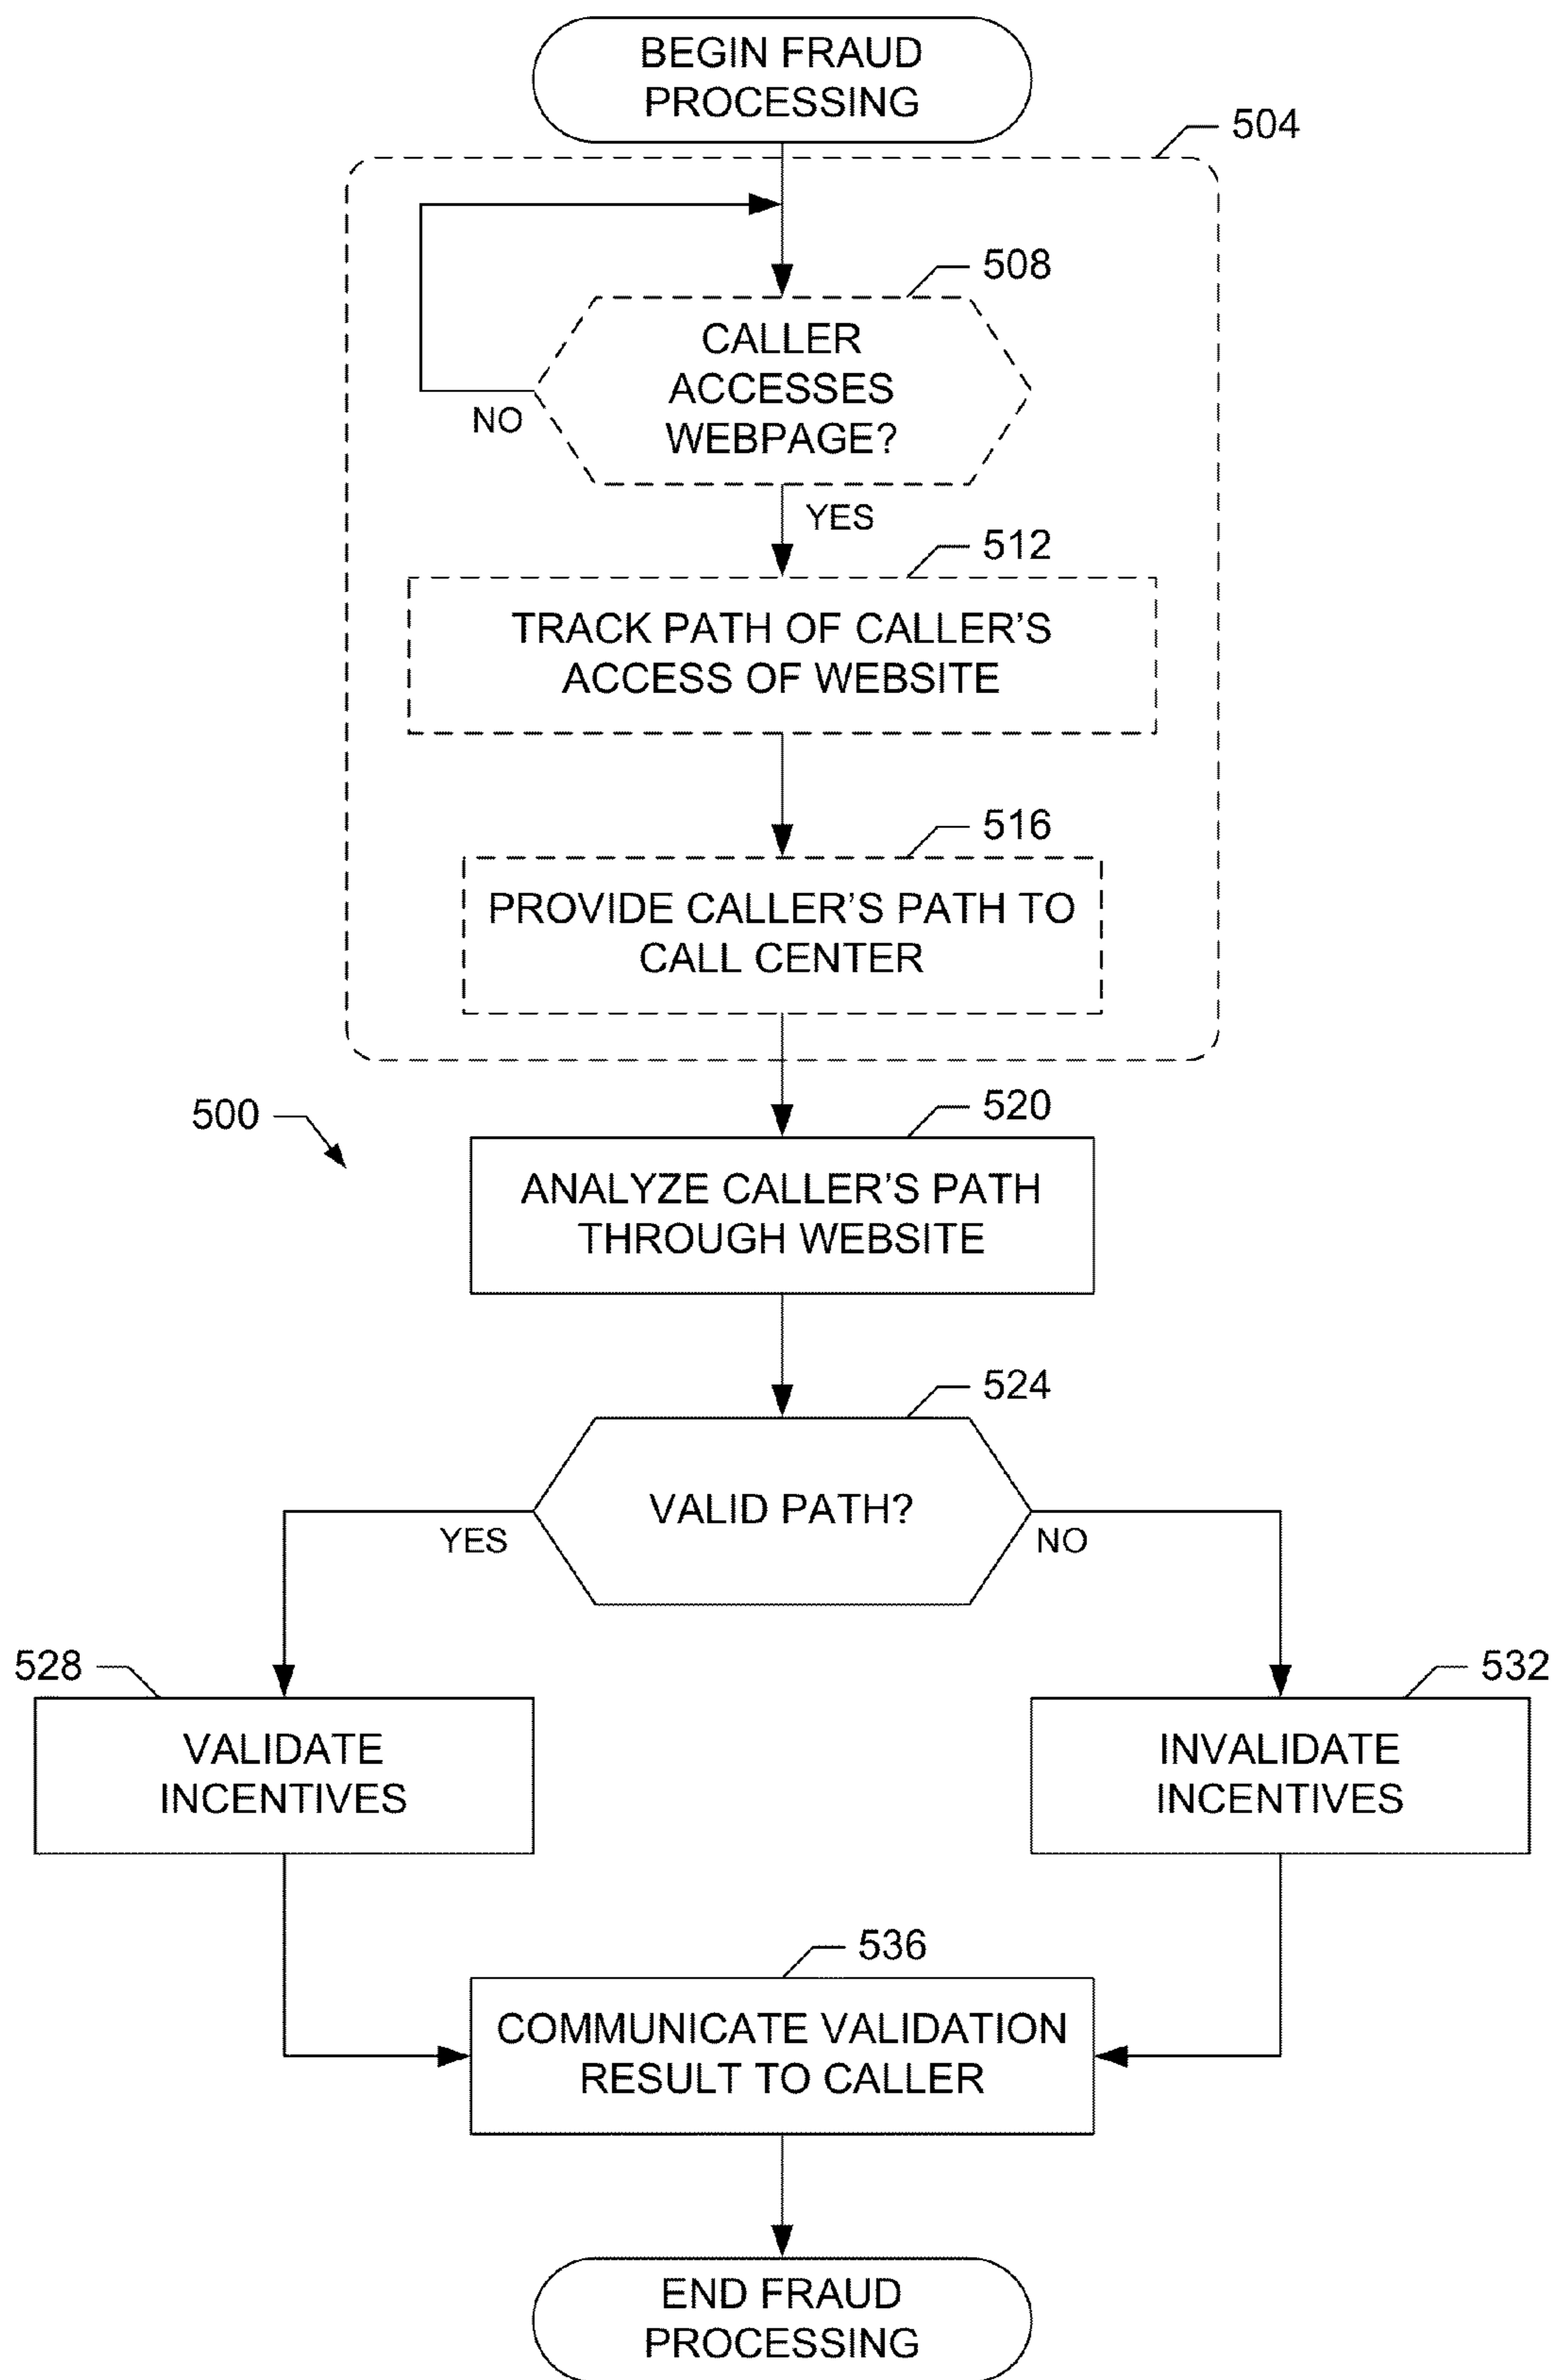 BEGIN FRAUD
PROCESSING
504
508
CALLER
ACCESSES
WEBPAGE?
NO
YES
512
TRACK PATH OF CALLER'S
ACCESS OF WEBSITE
516
PROVIDE CALLER'S PATH TO
CALL CENTER
500
520
ANALYZE CALLER'S PATH
THROUGH WEBSITE
524
VALID PATH?
YES
NO
528
532
VALIDATE
INCENTIVES
INVALIDATE
INCENTIVES
536
COMMUNICATE VALIDATION
RESULT TO CALLER
END FRAUD
PROCESSING